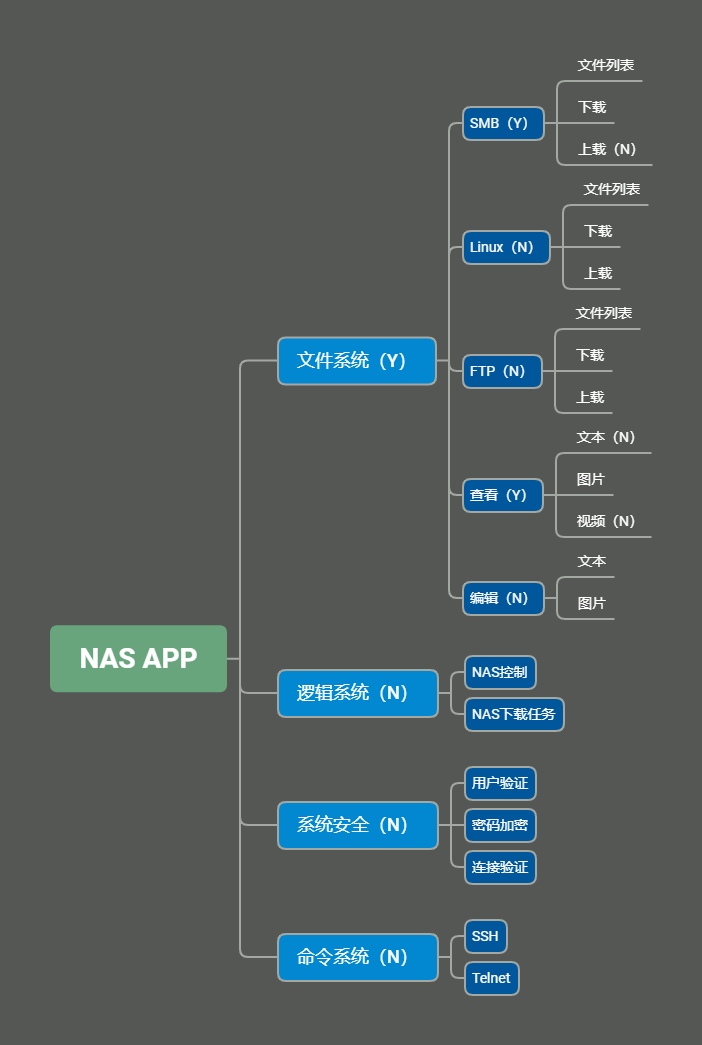 NAS APP
文件系统（Y）
SMB（Y）
文件列表
下载
上载（N）
Linux（N）
文件列表
下载
上载
FTP（N）
文件列表
下载
上载
查看（Y）
文本（N）
图片
视频（N）
编辑（N）
文本
图片
逻辑系统（N）
NAS控制
NAS下载任务
系统安全（N）
用户验证
密码加密
连接验证
命令系统（N）
SSH
Telnet